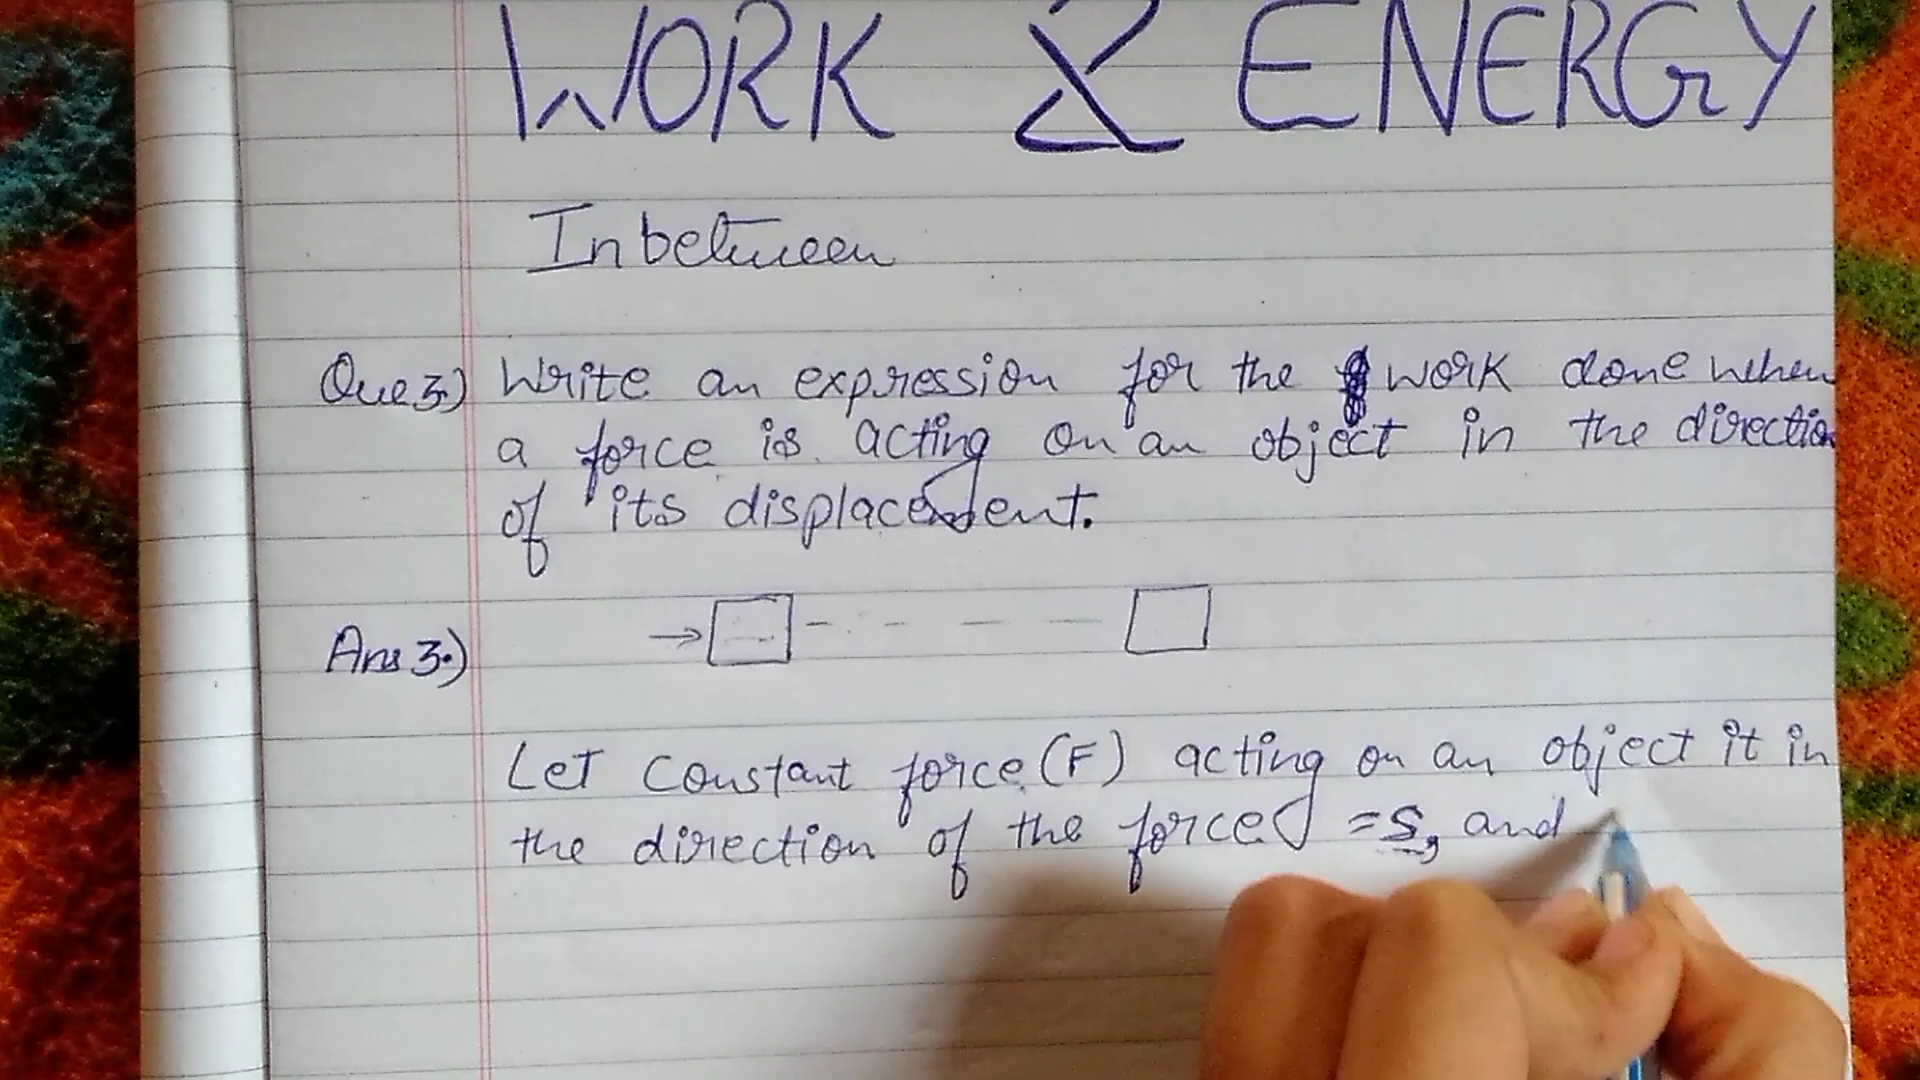 WORK & ENERGY
Inbetween
Que 3.) Write an expression for the work done when
a force is acting on an object in the direction
of its displacement.
Ans 3.)
Let constant force (F) acting on an object it in
the direction of the force = s, and